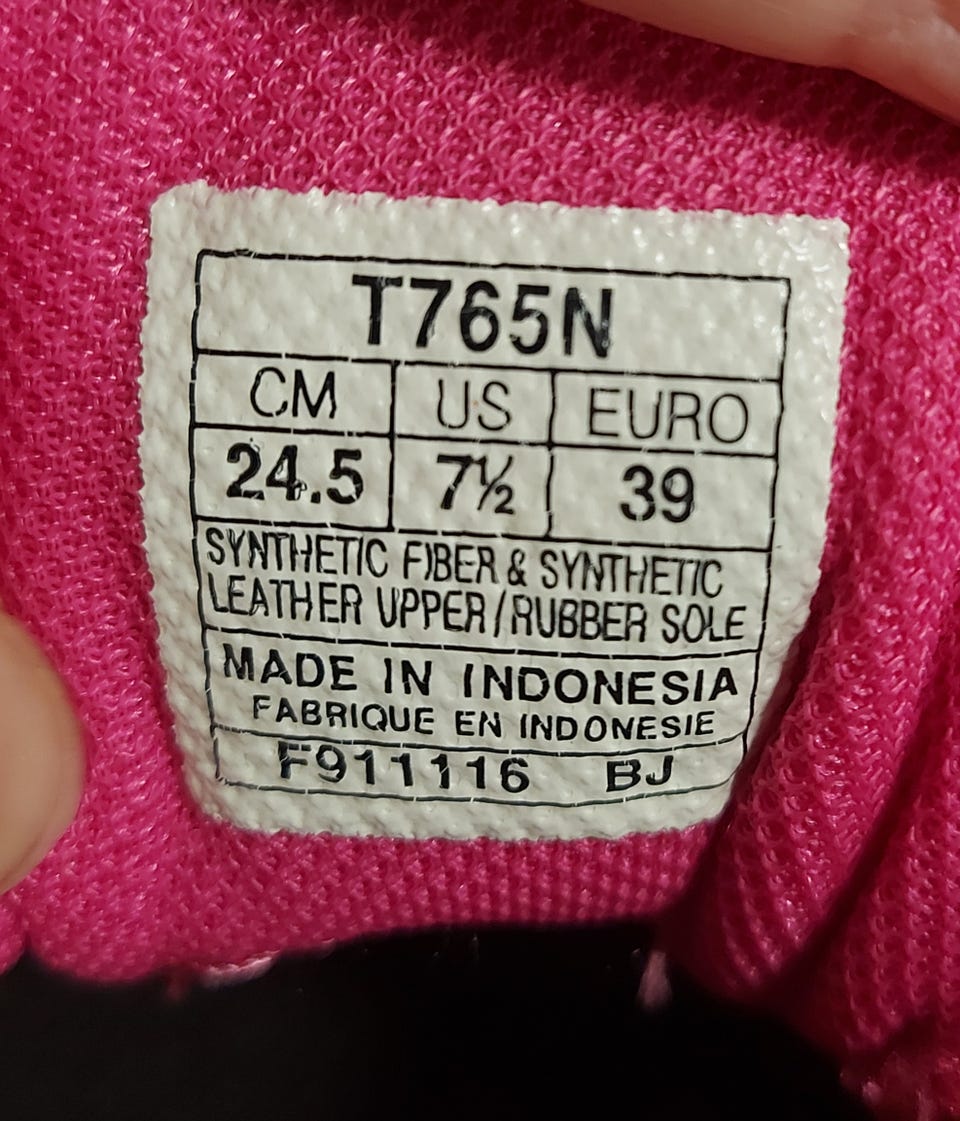 T765N
CM US EURO
24.5 7½ 39
SYNTHETIC FIBER & SYNTHETIC
LEATHER UPPER/RUBBER SOLE
MADE IN INDONESIA
FABRIQUE EN INDONESIE
F911116 BJ